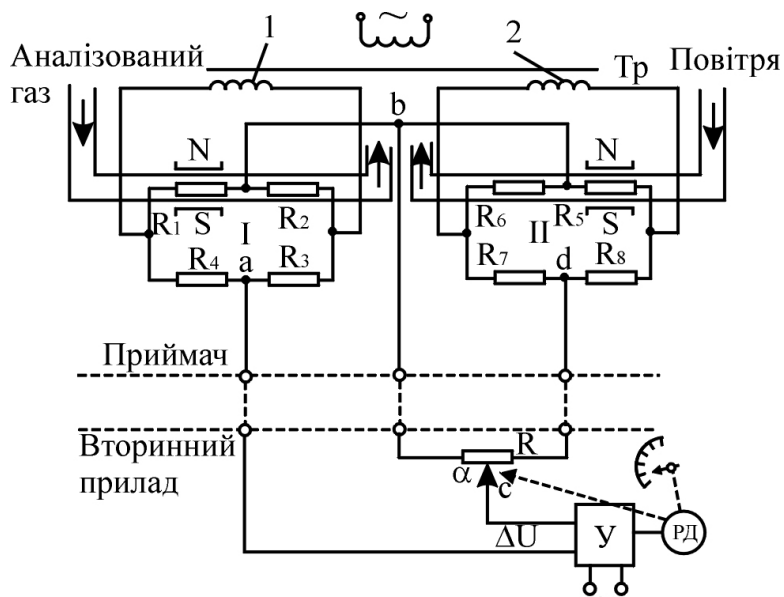 1
2
Аналізований
газ
Тр
Повітря
b
N
N
R1
S
I
R2
R6
R5
S
R4
a
R3
R7
II
d
R8
Приймач
Вторинний
прилад
R
α
c
ΔU
У
РД
~